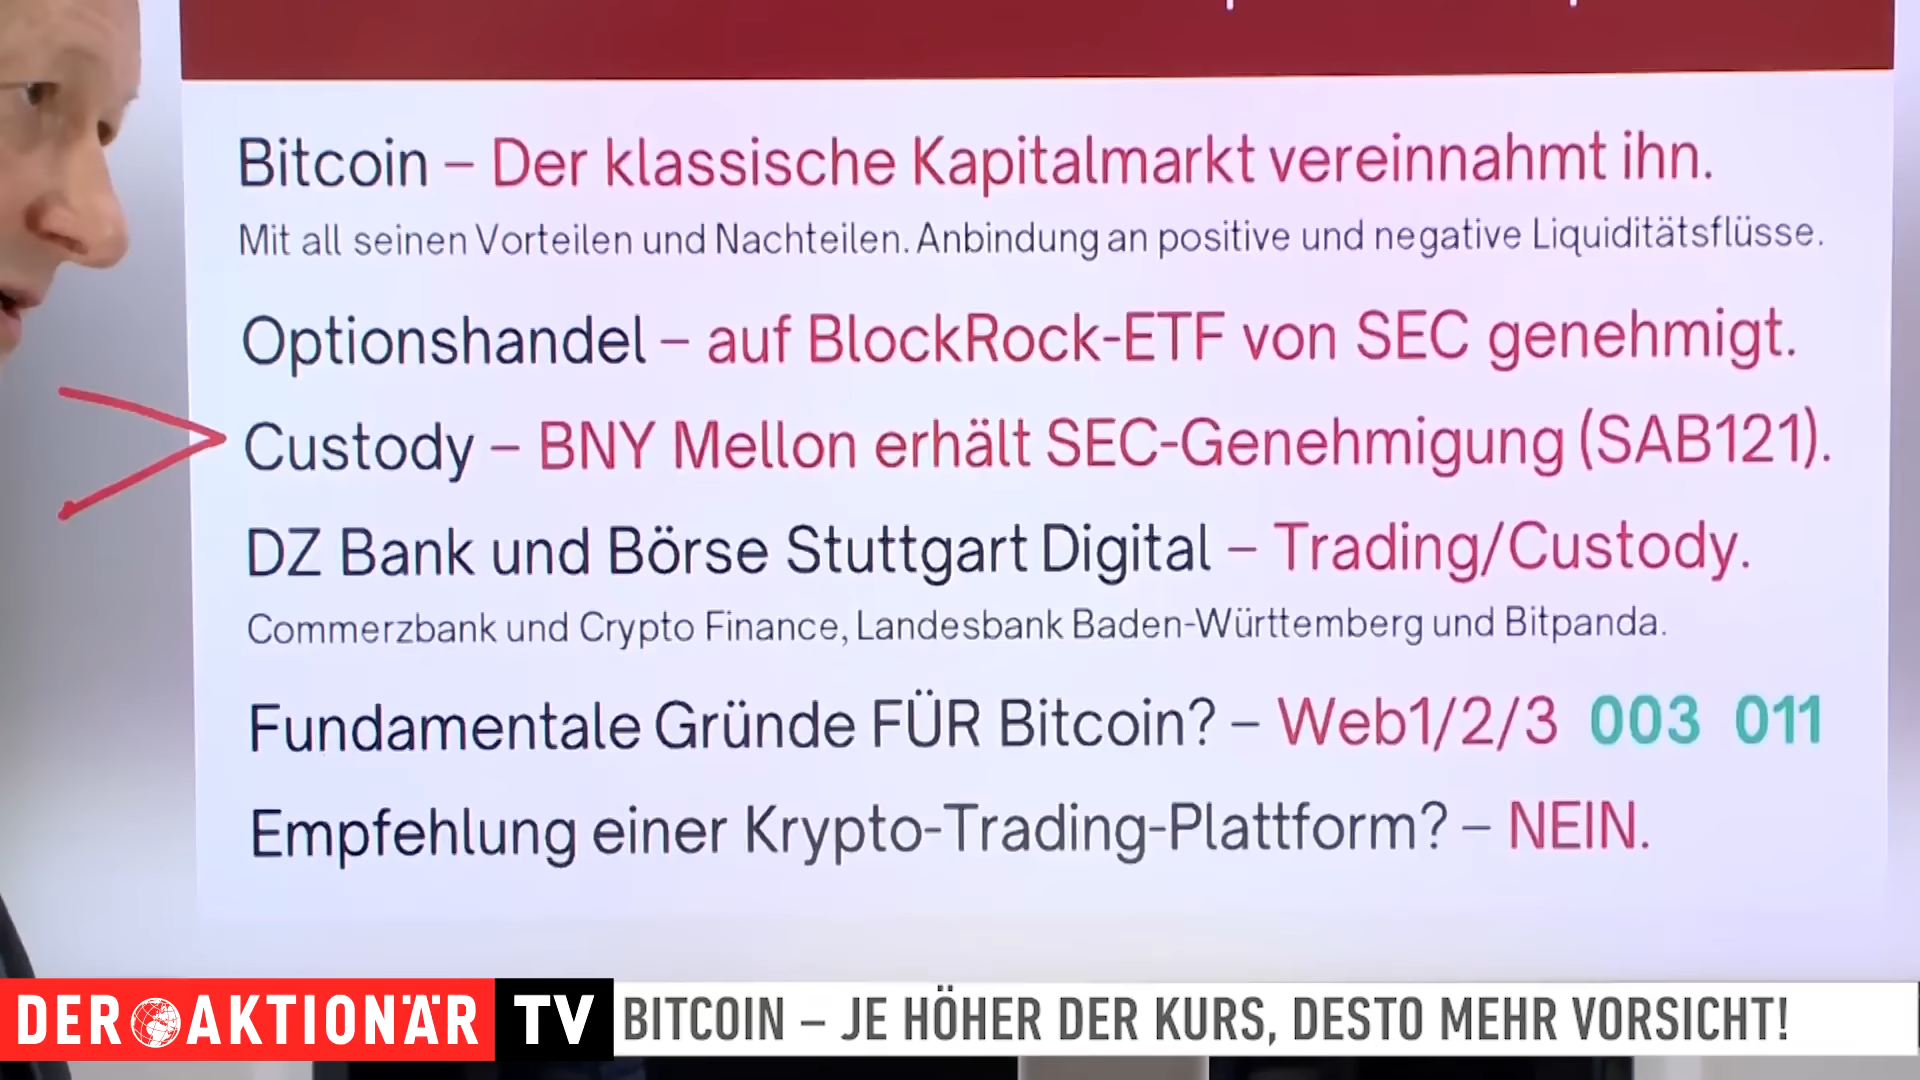 Bitcoin – Der klassische Kapitalmarkt vereinnahmt ihn.
Mit all seinen Vorteilen und Nachteilen. Anbindung an positive und negative Liquiditätsflüsse.
Optionshandel – auf BlockRock-ETF von SEC genehmigt.
Custody – BNY Mellon erhält SEC-Genehmigung (SAB121).
DZ Bank und Börse Stuttgart Digital – Trading/Custody.
Commerzbank und Crypto Finance, Landesbank Baden-Württemberg und Bitpanda.
Fundamentale Gründe FÜR Bitcoin? – Web1/2/3 003 011
Empfehlung einer Krypto-Trading-Plattform? – NEIN.
DER AKTIONÄR TV BITCOIN – JE HÖHER DER KURS, DESTO MEHR VORSICHT!